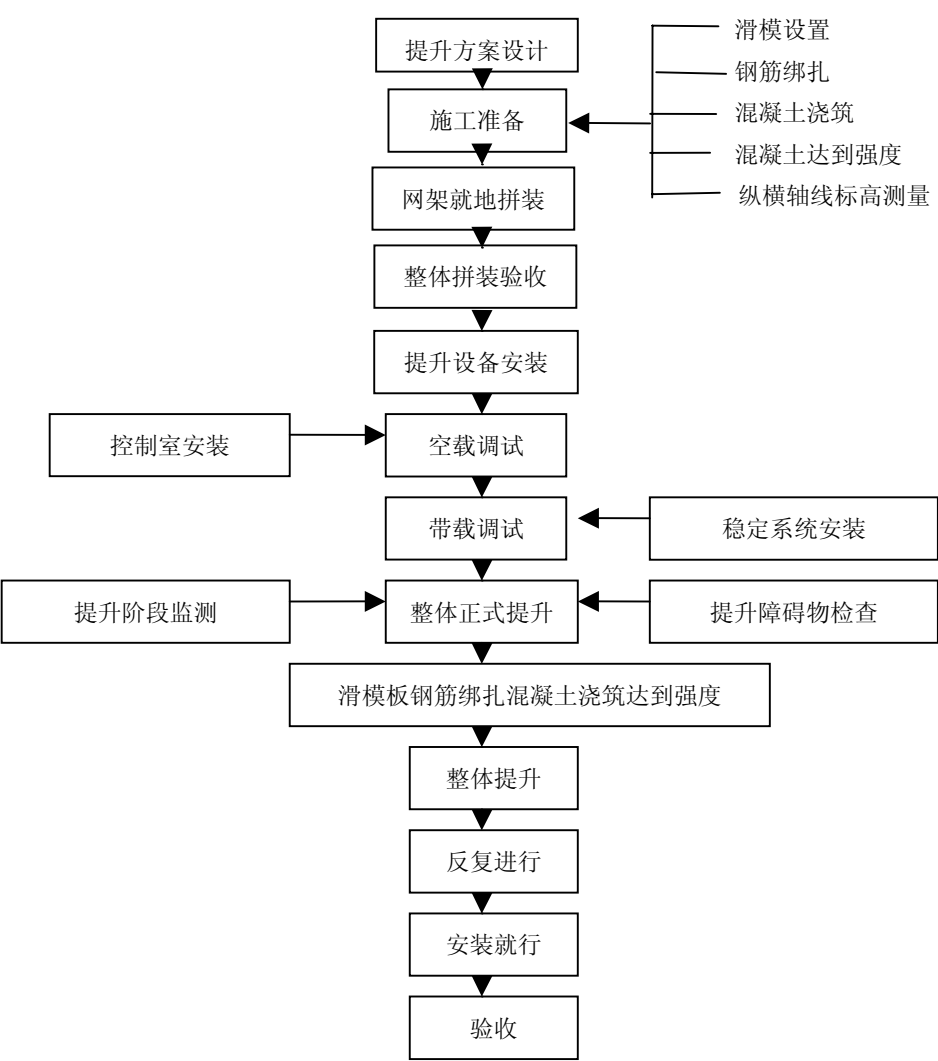 提升方案设计
滑模设置
钢筋绑扎
施工准备
混凝土浇筑
混凝土达到强度
纵横轴线标高测量
网架就地拼装
整体拼装验收
提升设备安装
控制室安装
空载调试
带载调试
稳定系统安装
提升阶段监测
整体正式提升
提升障碍物检查
滑模板钢筋绑扎混凝土浇筑达到强度
整体提升
反复进行
安装就行
验收